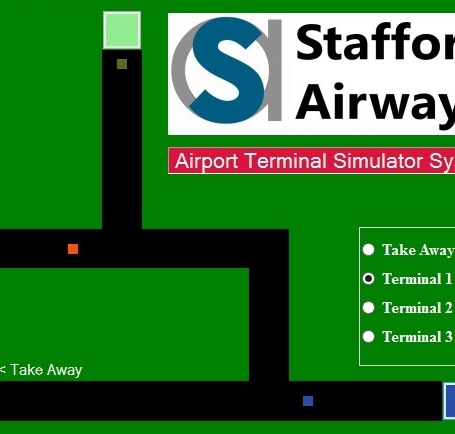 Staffor
Airway
Airport Terminal Simulator Sy
Take Away
Terminal 1
Terminal 2
Terminal 3
< Take Away